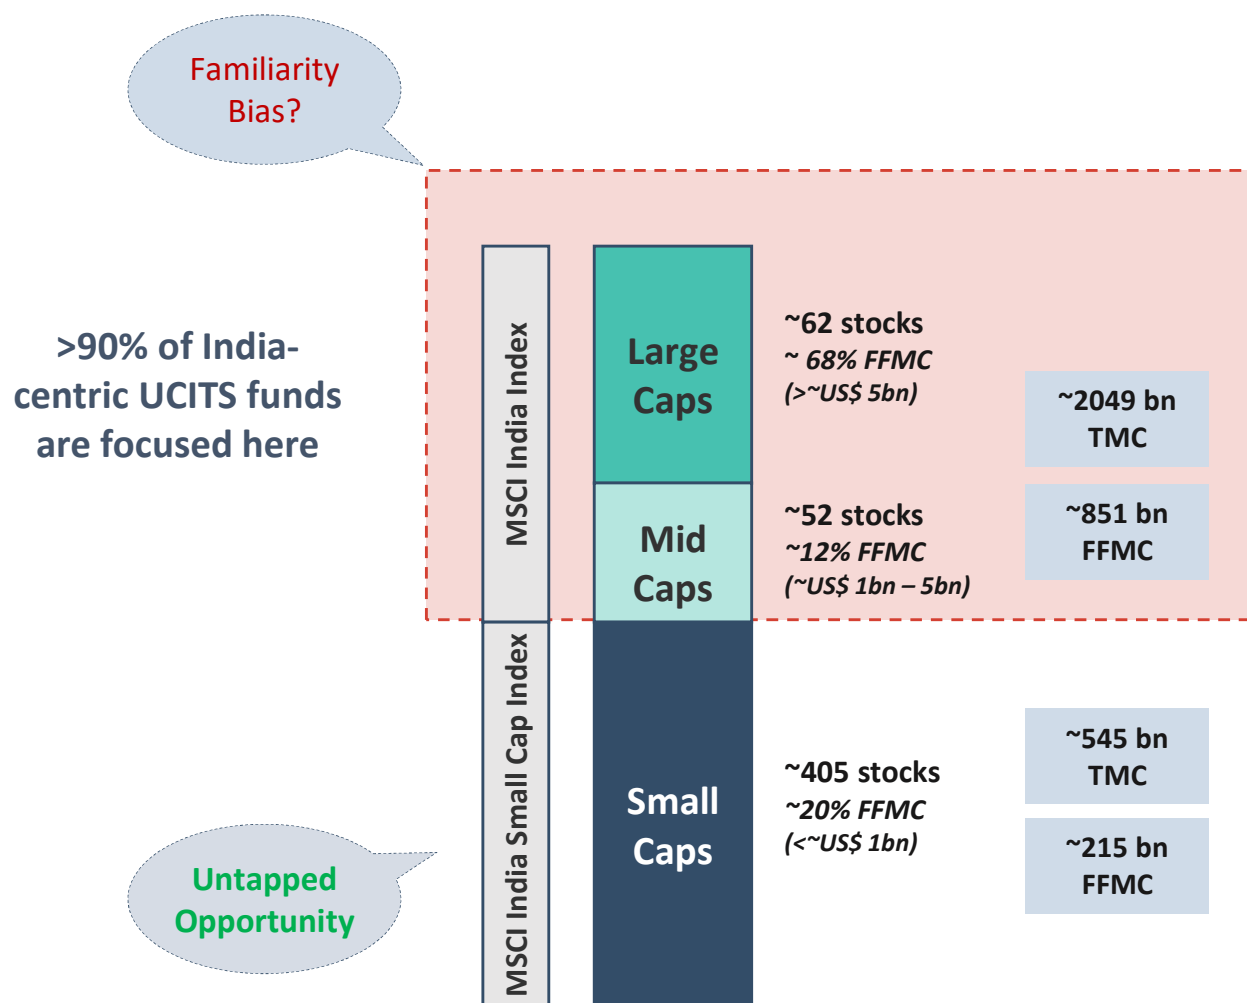 Familiarity
Bias?
>90% of India-
centric UCITS funds
are focused here
MSCI India Index
Large
Caps
~62 stocks
~ 68% FFMC
(>~US$ 5bn)
~2049 bn
TMC
Mid
Caps
~52 stocks
~12% FFMC
(~US$ 1bn – 5bn)
~851 bn
FFMC
MSCI India Small Cap Index
Small
Caps
~405 stocks
~20% FFMC
(<~US$ 1bn)
~545 bn
TMC
~215 bn
FFMC
Untapped
Opportunity